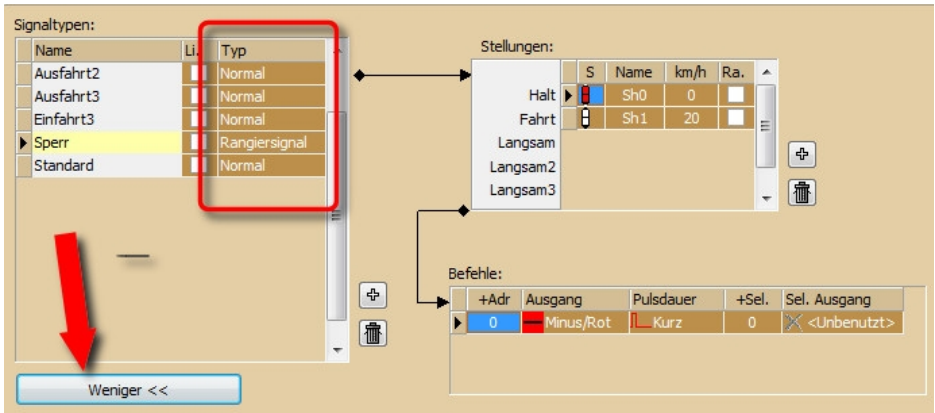 Signaltypen:
Name Li. Typ
Ausfahrt2 Normal
Ausfahrt3 Normal
Einfahrt3 Normal
Sperr Rangiersignal
Standard Normal
Weniger <<
Stellungen:
S Name km/h Ra.
Halt Sh0 0
Fahrt Sh1 20
Langsam
Langsam2
Langsam3
Befehle:
+Adr Ausgang Pulsdauer +Sel. Sel. Ausgang
0 Minus/Rot Kurz 0 <Unbenutzt>